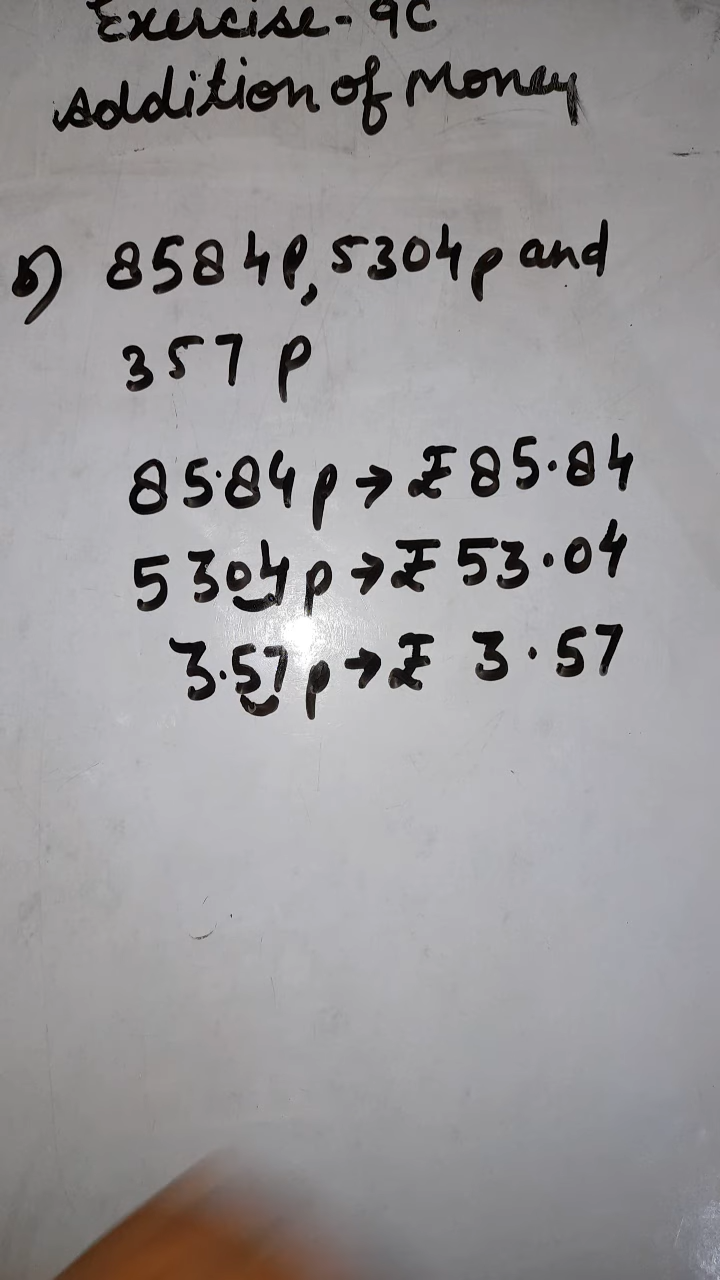 Exercise - 9C
Addition of Money
b) 8584p, 5304p and
357 p
85.84p → ₹ 85.84
5304p → ₹ 53.04
3.57p → ₹ 3.57